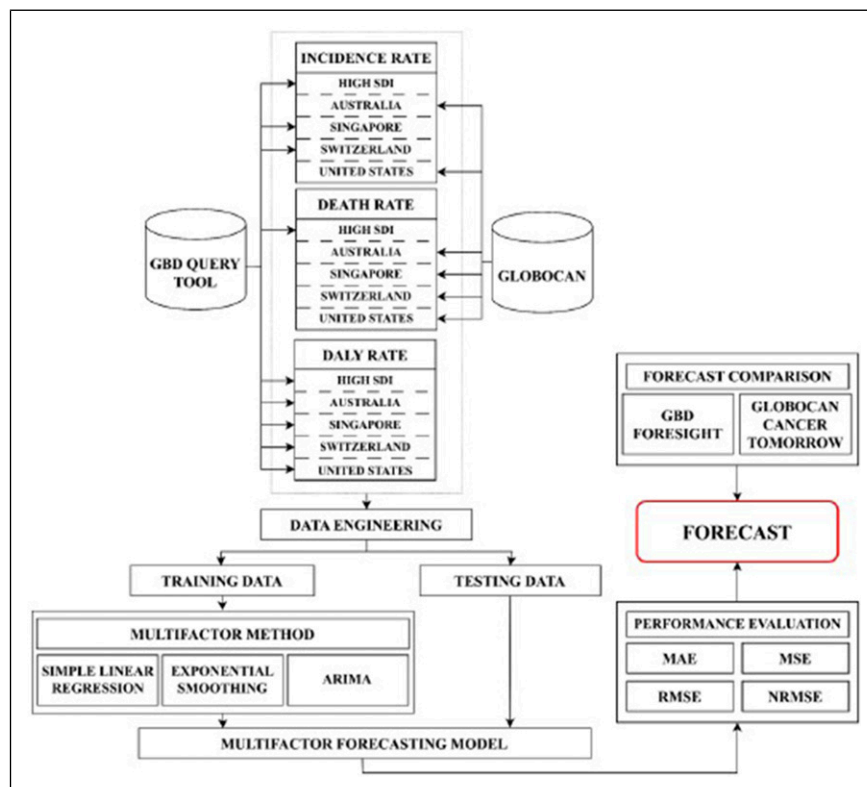 INCIDENCE RATE
HIGH SDI
AUSTRALIA
SINGAPORE
SWITZERLAND
UNITED STATES
DEATH RATE
HIGH SDI
AUSTRALIA
SINGAPORE
SWITZERLAND
UNITED STATES
GBD QUERY
TOOL
GLOBOCAN
DALY RATE
HIGH SDI
AUSTRALIA
SINGAPORE
SWITZERLAND
UNITED STATES
FORECAST COMPARISON
GBD
FORESIGHT
GLOBOCAN
CANCER
TOMORROW
DATA ENGINEERING
FORECAST
TRAINING DATA
TESTING DATA
MULTIFACTOR METHOD
SIMPLE LINEAR
REGRESSION
EXPONENTIAL
SMOOTHING
ARIMA
PERFORMANCE EVALUATION
MAE
MSE
RMSE
NRMSE
MULTIFACTOR FORECASTING MODEL